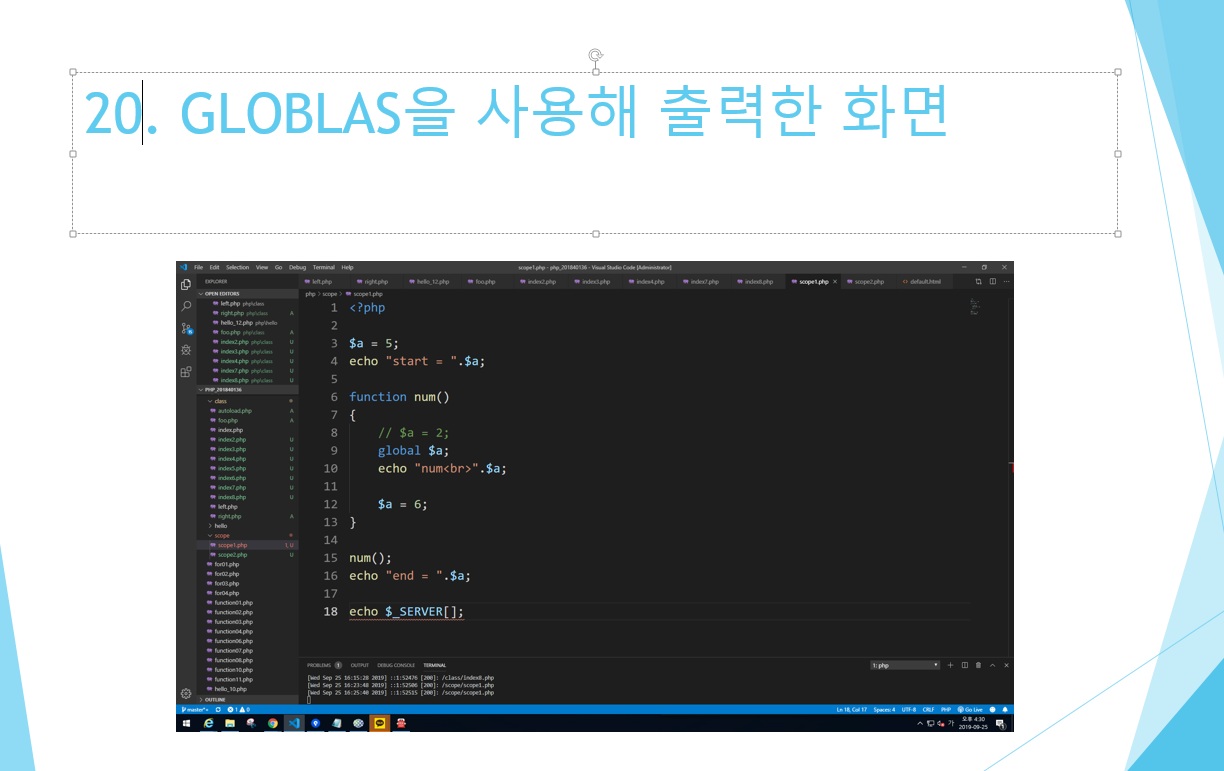 20. GLOBLAS을 사용해 출력한 화면
File Edit Selection View Go Debug Terminal Help
scope1.php - php_201840136 - Visual Studio Code [Administrator]
EXPLORER
left.php right.php hello_12.php foo.php index2.php index3.php index4.php index7.php index8.php scope1.php × scope2.php default.html
OPEN EDITORS
left.php php\class
right.php php\class A
hello_12.php php\hello
foo.php php\class A
index2.php php\class U
index3.php php\class U
index4.php php\class U
index7.php php\class U
index8.php php\class U
PHP_201840136
class
autoload.php A
foo.php A
index.php
index2.php U
index3.php U
index4.php U
index5.php U
index6.php U
index7.php U
index8.php U
left.php
right.php A
hello
scope
scope1.php 1, U
scope2.php U
for01.php
for02.php
for03.php
for04.php
function01.php
function02.php
function03.php
function04.php
function06.php
function07.php
function08.php
function10.php
function11.php
hello_10.php
OUTLINE
php > scope > scope1.php
1 <?php
2
3 $a = 5;
4 echo "start = ".$a;
5
6 function num()
7 {
8 // $a = 2;
9 global $a;
10 echo "num<br>".$a;
11
12 $a = 6;
13 }
14
15 num();
16 echo "end = ".$a;
17
18 echo $_SERVER[];
PROBLEMS 1 OUTPUT DEBUG CONSOLE TERMINAL
1: php
[Wed Sep 25 16:15:28 2019] ::1:52476 [200]: /class/index8.php
[Wed Sep 25 16:23:48 2019] ::1:52506 [200]: /scope/scope1.php
[Wed Sep 25 16:25:40 2019] ::1:52515 [200]: /scope/scope1.php
master*+ 1 0
Ln 18, Col 17 Spaces: 4 UTF-8 CRLF PHP Go Live
가
오후 4:30
2019-09-25